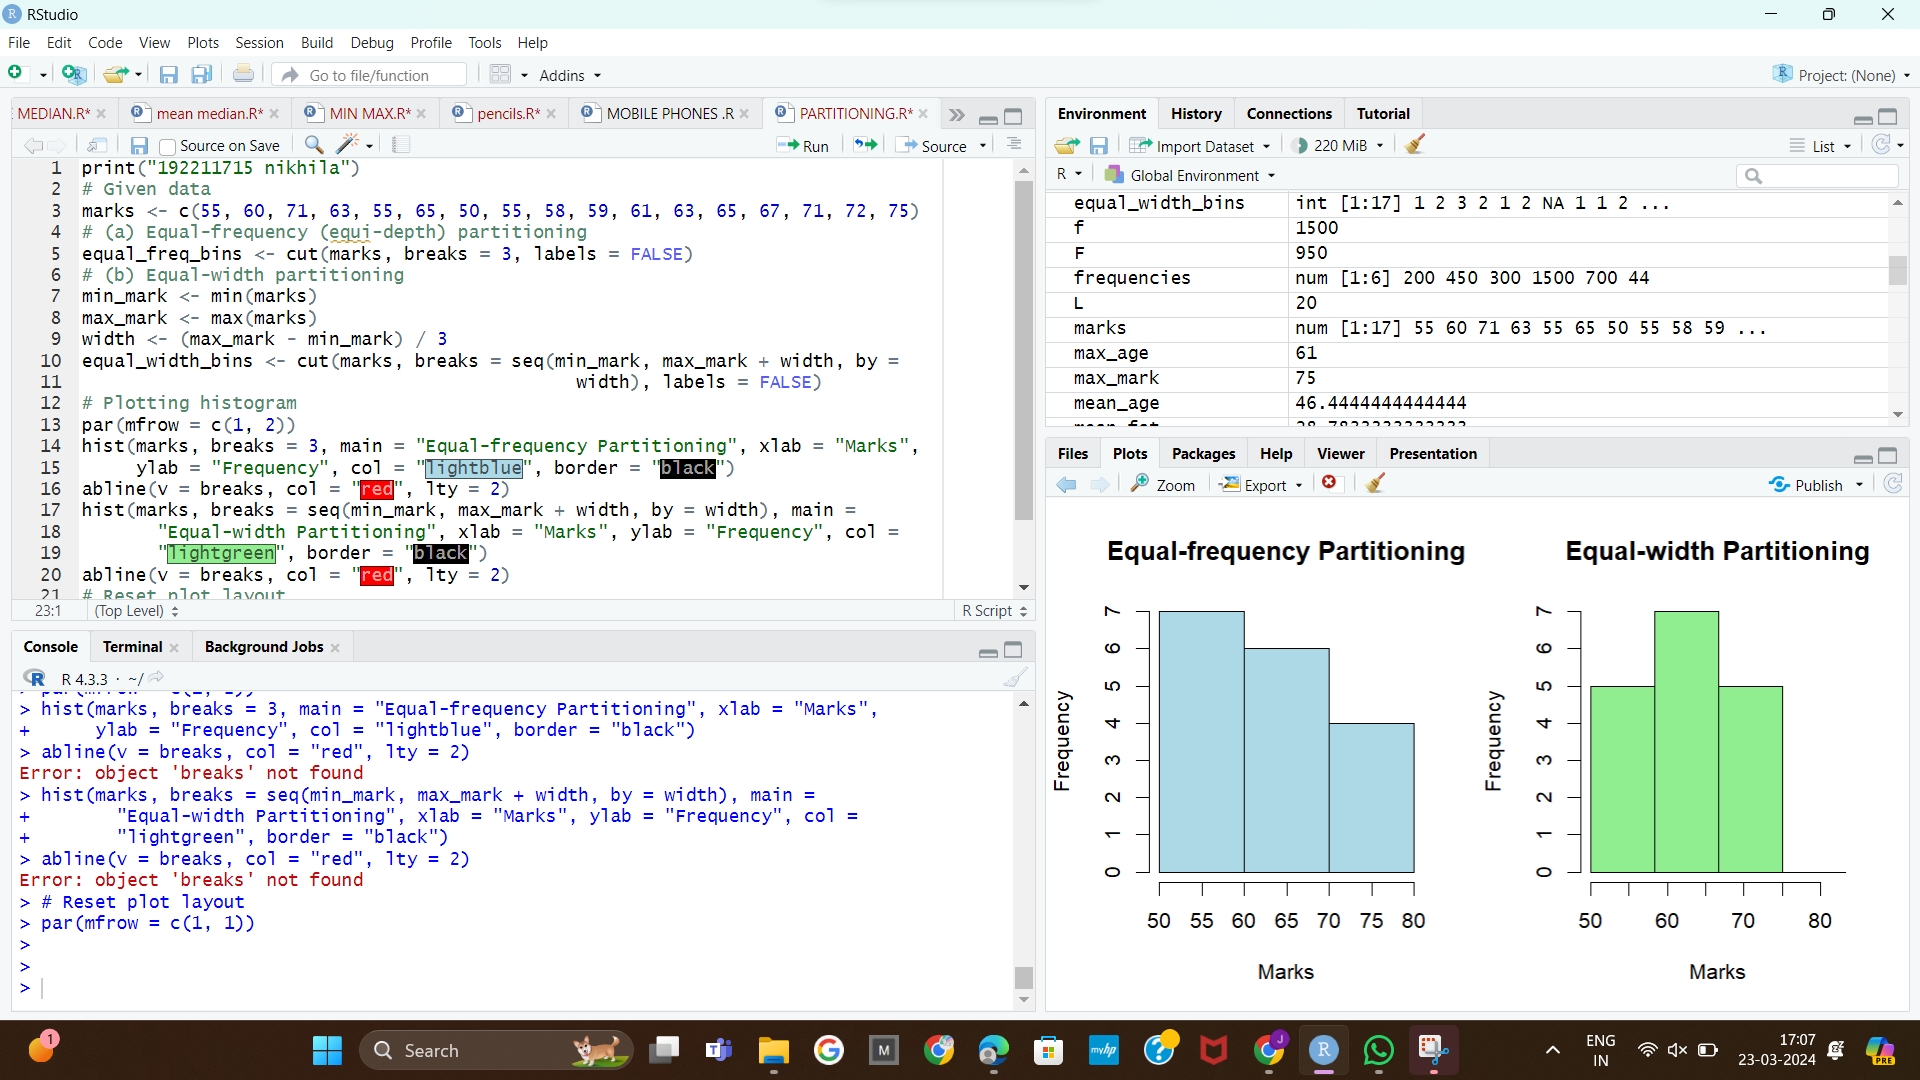 RStudio
File Edit Code View Plots Session Build Debug Profile Tools Help
Go to file/function Addins Project: (None)
MEDIAN.R* mean median.R* MIN MAX.R* pencils.R* MOBILE PHONES .R PARTITIONING.R*
Source on Save Run Source
1 print("192211715 nikhila")
2 # Given data
3 marks <- c(55, 60, 71, 63, 55, 65, 50, 55, 58, 59, 61, 63, 65, 67, 71, 72, 75)
4 # (a) Equal-frequency (equi-depth) partitioning
5 equal_freq_bins <- cut(marks, breaks = 3, labels = FALSE)
6 # (b) Equal-width partitioning
7 min_mark <- min(marks)
8 max_mark <- max(marks)
9 width <- (max_mark - min_mark) / 3
10 equal_width_bins <- cut(marks, breaks = seq(min_mark, max_mark + width, by =
11 width), labels = FALSE)
12 # Plotting histogram
13 par(mfrow = c(1, 2))
14 hist(marks, breaks = 3, main = "Equal-frequency Partitioning", xlab = "Marks",
15 ylab = "Frequency", col = "lightblue", border = "black")
16 abline(v = breaks, col = "red", lty = 2)
17 hist(marks, breaks = seq(min_mark, max_mark + width, by = width), main =
18 "Equal-width Partitioning", xlab = "Marks", ylab = "Frequency", col =
19 "lightgreen", border = "black")
20 abline(v = breaks, col = "red", lty = 2)
21 # Reset plot layout
23:1 (Top Level) R Script
Console Terminal Background Jobs
R 4.3.3 · ~/
> par(mfrow = c(1, 1))
> hist(marks, breaks = 3, main = "Equal-frequency Partitioning", xlab = "Marks",
+ ylab = "Frequency", col = "lightblue", border = "black")
> abline(v = breaks, col = "red", lty = 2)
Error: object 'breaks' not found
> hist(marks, breaks = seq(min_mark, max_mark + width, by = width), main =
+ "Equal-width Partitioning", xlab = "Marks", ylab = "Frequency", col =
+ "lightgreen", border = "black")
> abline(v = breaks, col = "red", lty = 2)
Error: object 'breaks' not found
> # Reset plot layout
> par(mfrow = c(1, 1))
>
>
>
Environment History Connections Tutorial
Import Dataset 220 MiB List
R Global Environment
equal_width_bins int [1:17] 1 2 3 2 1 2 NA 1 1 2 ...
f 1500
F 950
frequencies num [1:6] 200 450 300 1500 700 44
L 20
marks num [1:17] 55 60 71 63 55 65 50 55 58 59 ...
max_age 61
max_mark 75
mean_age 46.4444444444444
Files Plots Packages Help Viewer Presentation
Zoom Export Publish
Equal-frequency Partitioning
Frequency
7
6
5
4
3
2
1
0
50 55 60 65 70 75 80
Marks
Equal-width Partitioning
Frequency
7
6
5
4
3
2
1
0
50 60 70 80
Marks
1
Search
T
M
myhp
J
R
ENG
IN
17:07
23-03-2024
PRE